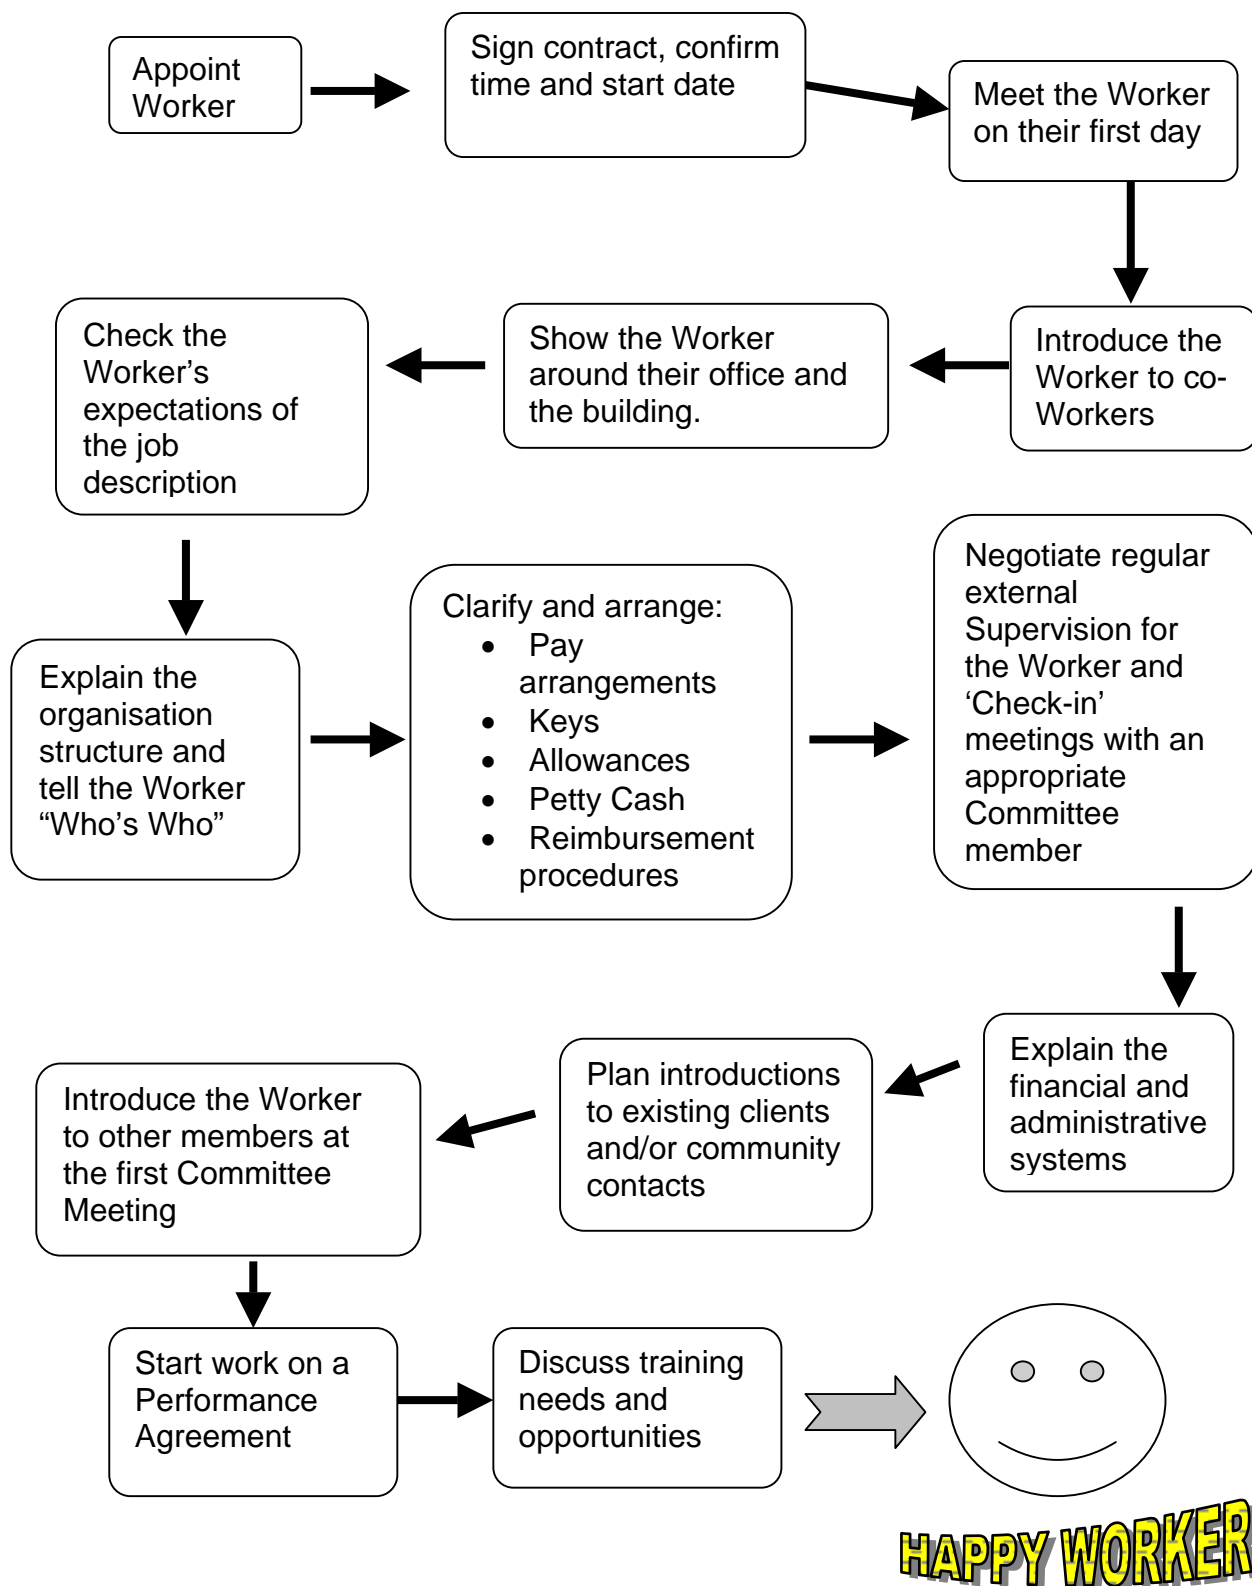 Appoint
Worker
Sign contract, confirm
time and start date
Meet the Worker
on their first day
Introduce the
Worker to co-
Workers
Show the Worker
around their office and
the building.
Check the
Worker’s
expectations of
the job
description
Explain the
organisation
structure and
tell the Worker
“Who’s Who”
Clarify and arrange:
• Pay
arrangements
• Keys
• Allowances
• Petty Cash
• Reimbursement
procedures
Negotiate regular
external
Supervision for
the Worker and
‘Check-in’
meetings with an
appropriate
Committee
member
Explain the
financial and
administrative
systems
Plan introductions
to existing clients
and/or community
contacts
Introduce the Worker
to other members at
the first Committee
Meeting
Start work on a
Performance
Agreement
Discuss training
needs and
opportunities
HAPPY WORKER